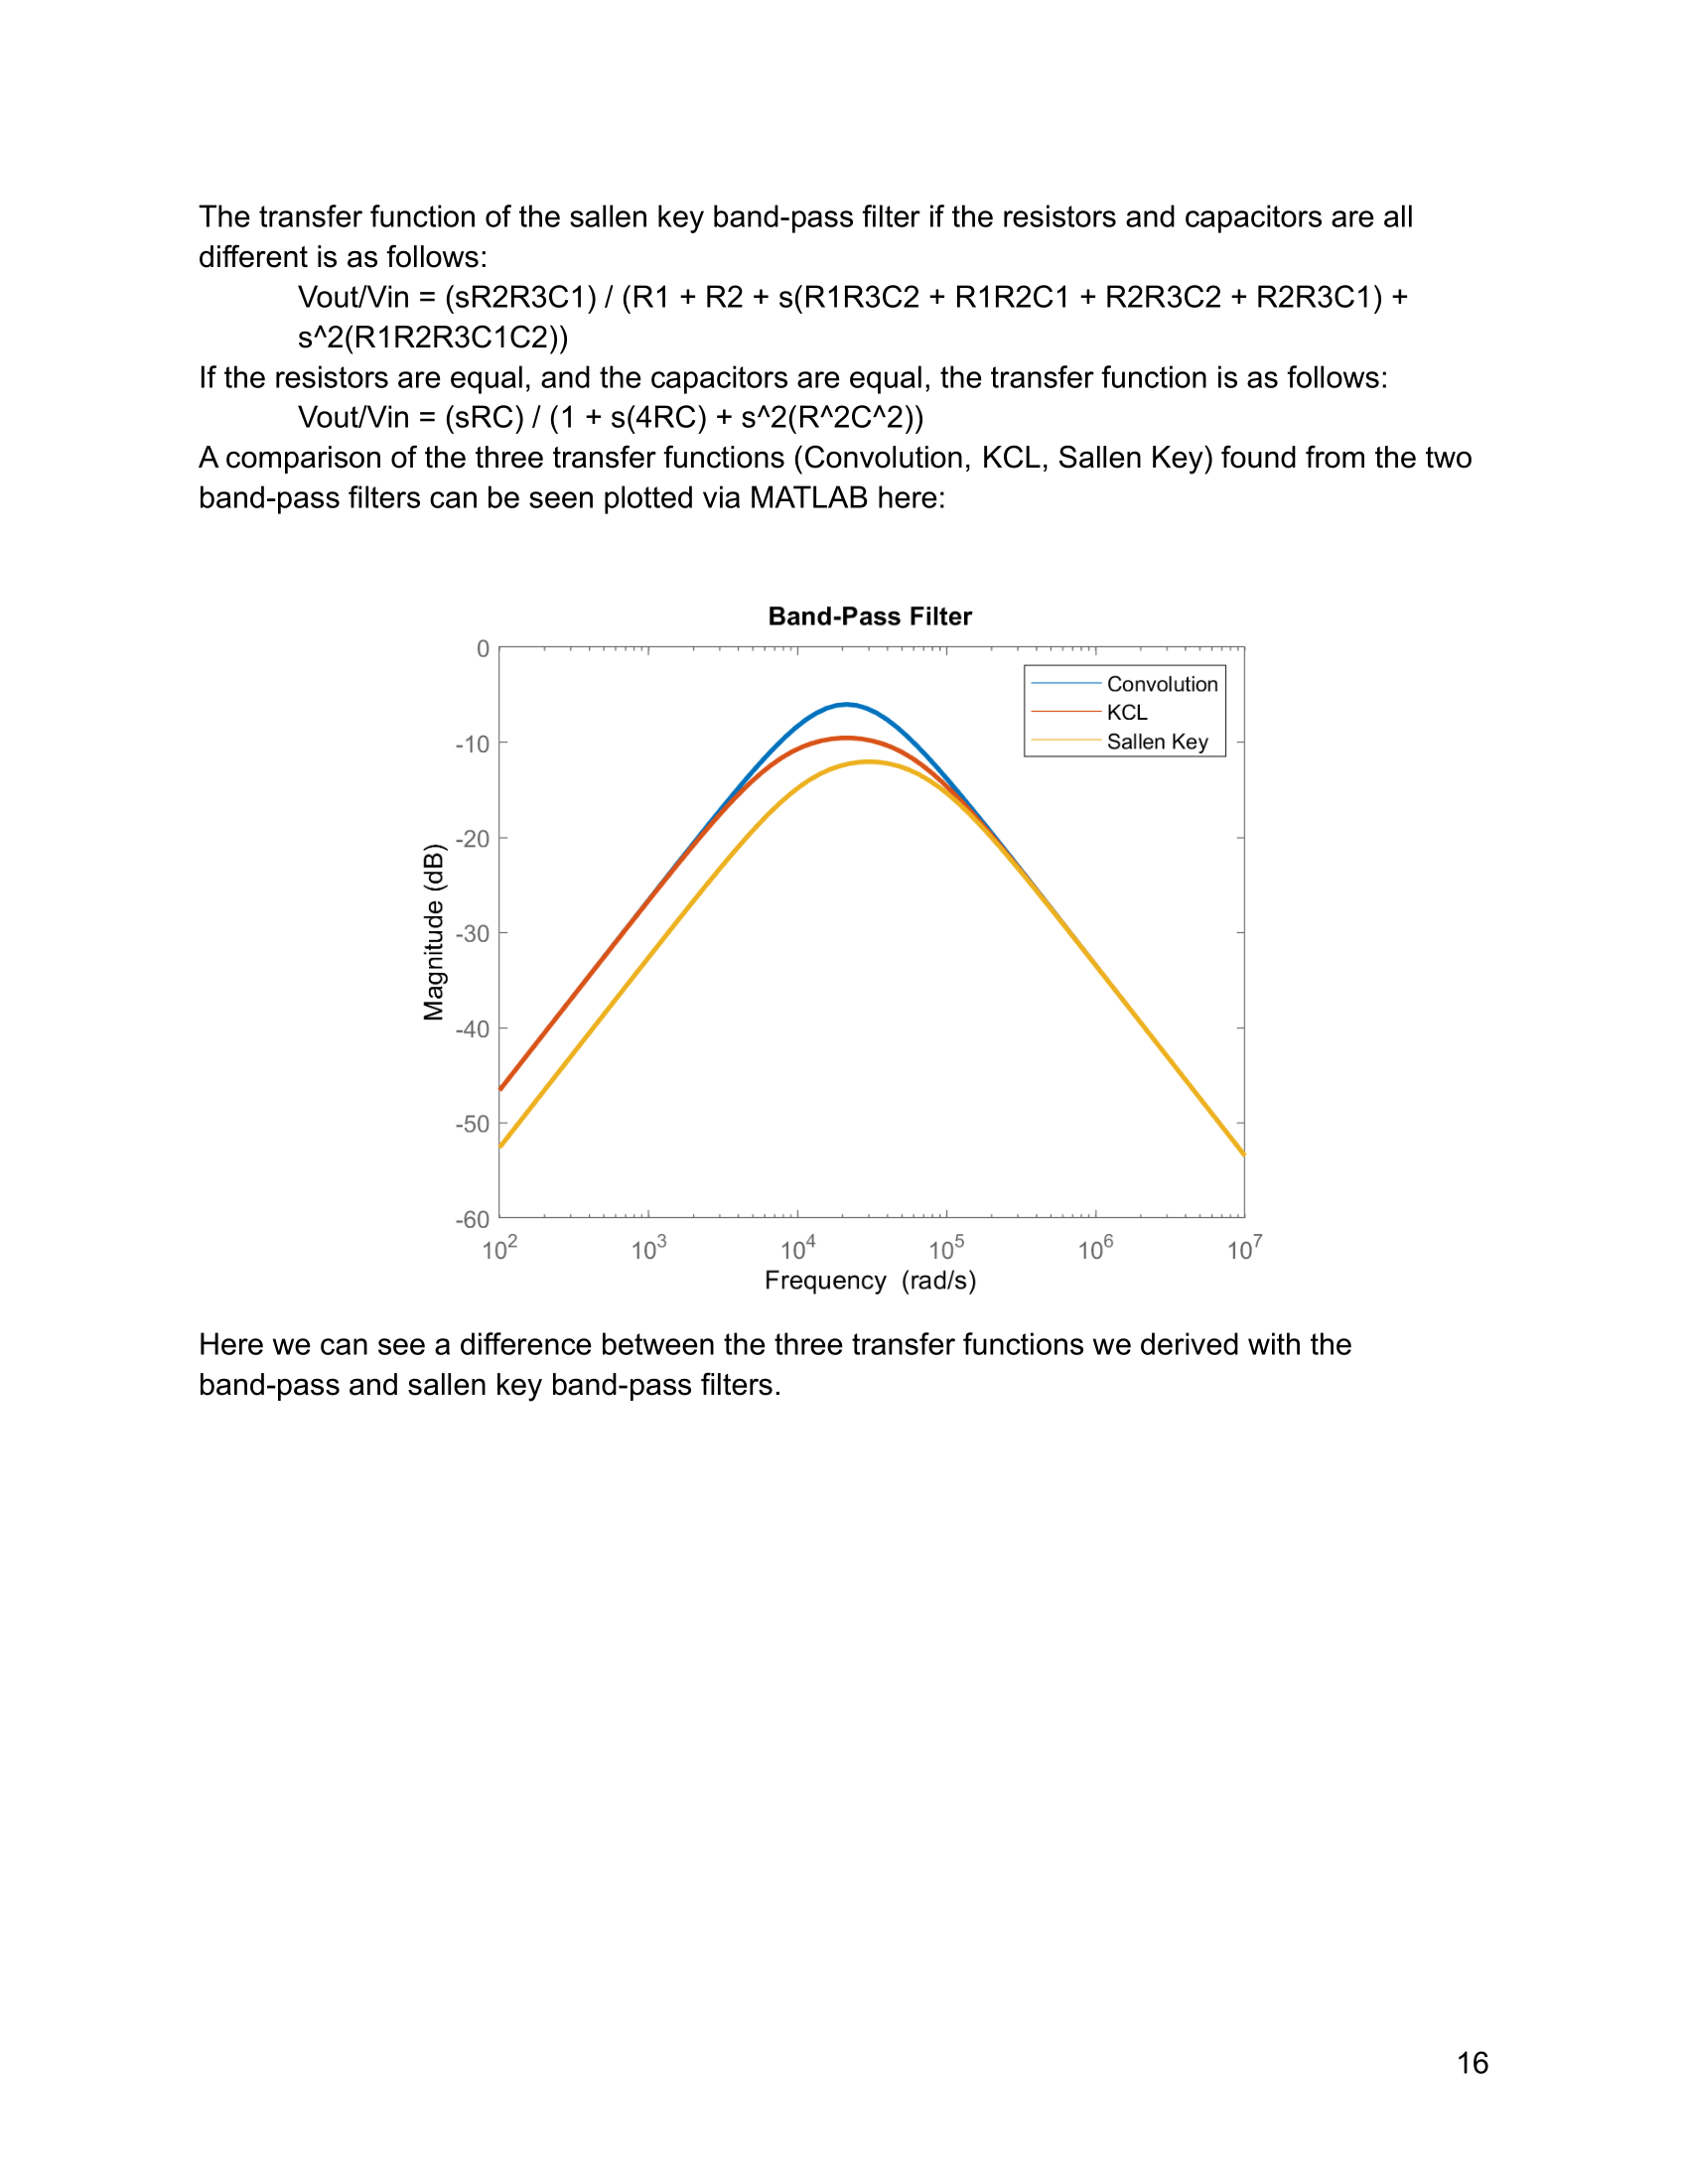 The transfer function of the sallen key band-pass filter if the resistors and capacitors are all
different is as follows:
Vout/Vin = (sR2R3C1) / (R1 + R2 + s(R1R3C2 + R1R2C1 + R2R3C2 + R2R3C1) +
s^2(R1R2R3C1C2))
If the resistors are equal, and the capacitors are equal, the transfer function is as follows:
Vout/Vin = (sRC) / (1 + s(4RC) + s^2(R^2C^2))
A comparison of the three transfer functions (Convolution, KCL, Sallen Key) found from the two
band-pass filters can be seen plotted via MATLAB here:
Band-Pass Filter
0
-10
-20
-30
-40
-50
-60
Magnitude (dB)
Convolution
KCL
Sallen Key
10^2 10^3 10^4 10^5 10^6 10^7
Frequency (rad/s)
Here we can see a difference between the three transfer functions we derived with the
band-pass and sallen key band-pass filters.
16